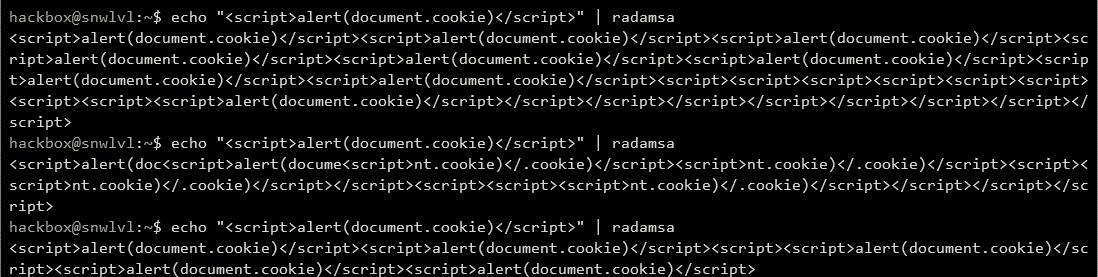 hackbox@snwlvl:~$ echo "<script>alert(document.cookie)</script>" | radamsa
<script>alert(document.cookie)</script><script>alert(document.cookie)</script><script>alert(document.cookie)</script><sc
ript>alert(document.cookie)</script><script>alert(document.cookie)</script><script>alert(document.cookie)</script><scrip
t>alert(document.cookie)</script><script>alert(document.cookie)</script><script><script><script><script><script><script>
<script><script><script>alert(document.cookie)</script></script></script></script></script></script></script></script></
script>
hackbox@snwlvl:~$ echo "<script>alert(document.cookie)</script>" | radamsa
<script>alert(doc<script>alert(docume<script>nt.cookie)</.cookie)</script><script>nt.cookie)</.cookie)</script><script><
script>nt.cookie)</.cookie)</script></script><script><script><script>nt.cookie)</.cookie)</script></script></script></sc
ript>
hackbox@snwlvl:~$ echo "<script>alert(document.cookie)</script>" | radamsa
<script>alert(document.cookie)</script><script>alert(document.cookie)</script><script><script>alert(document.cookie)</sc
ript><script><script>alert(document.cookie)</script>